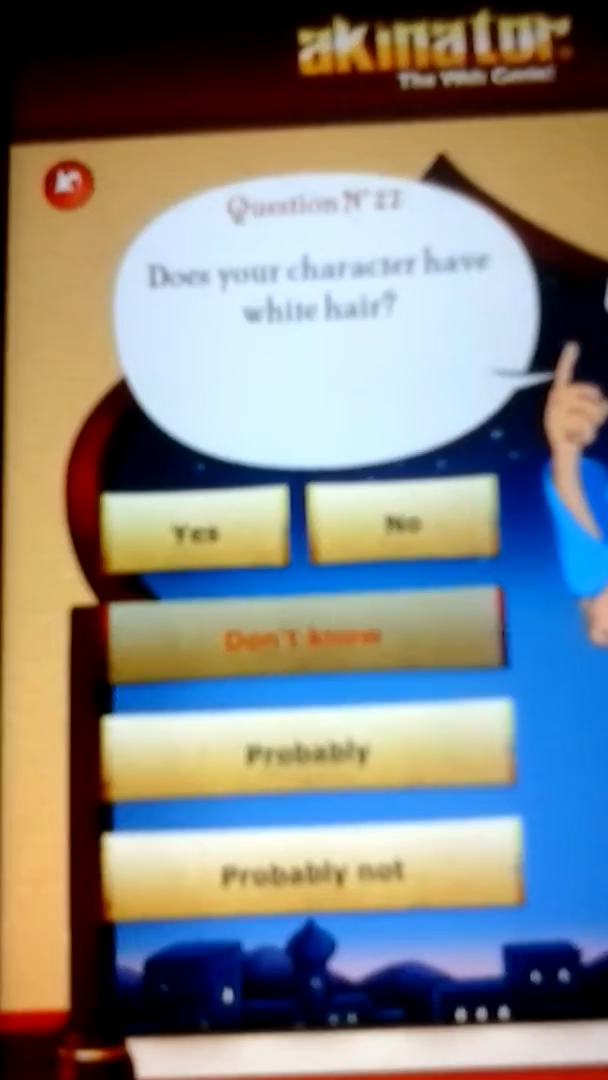 akinator
The Web Genie!
Question N° 22
Does your character have
white hair?
Yes
No
Don't know
Probably
Probably not